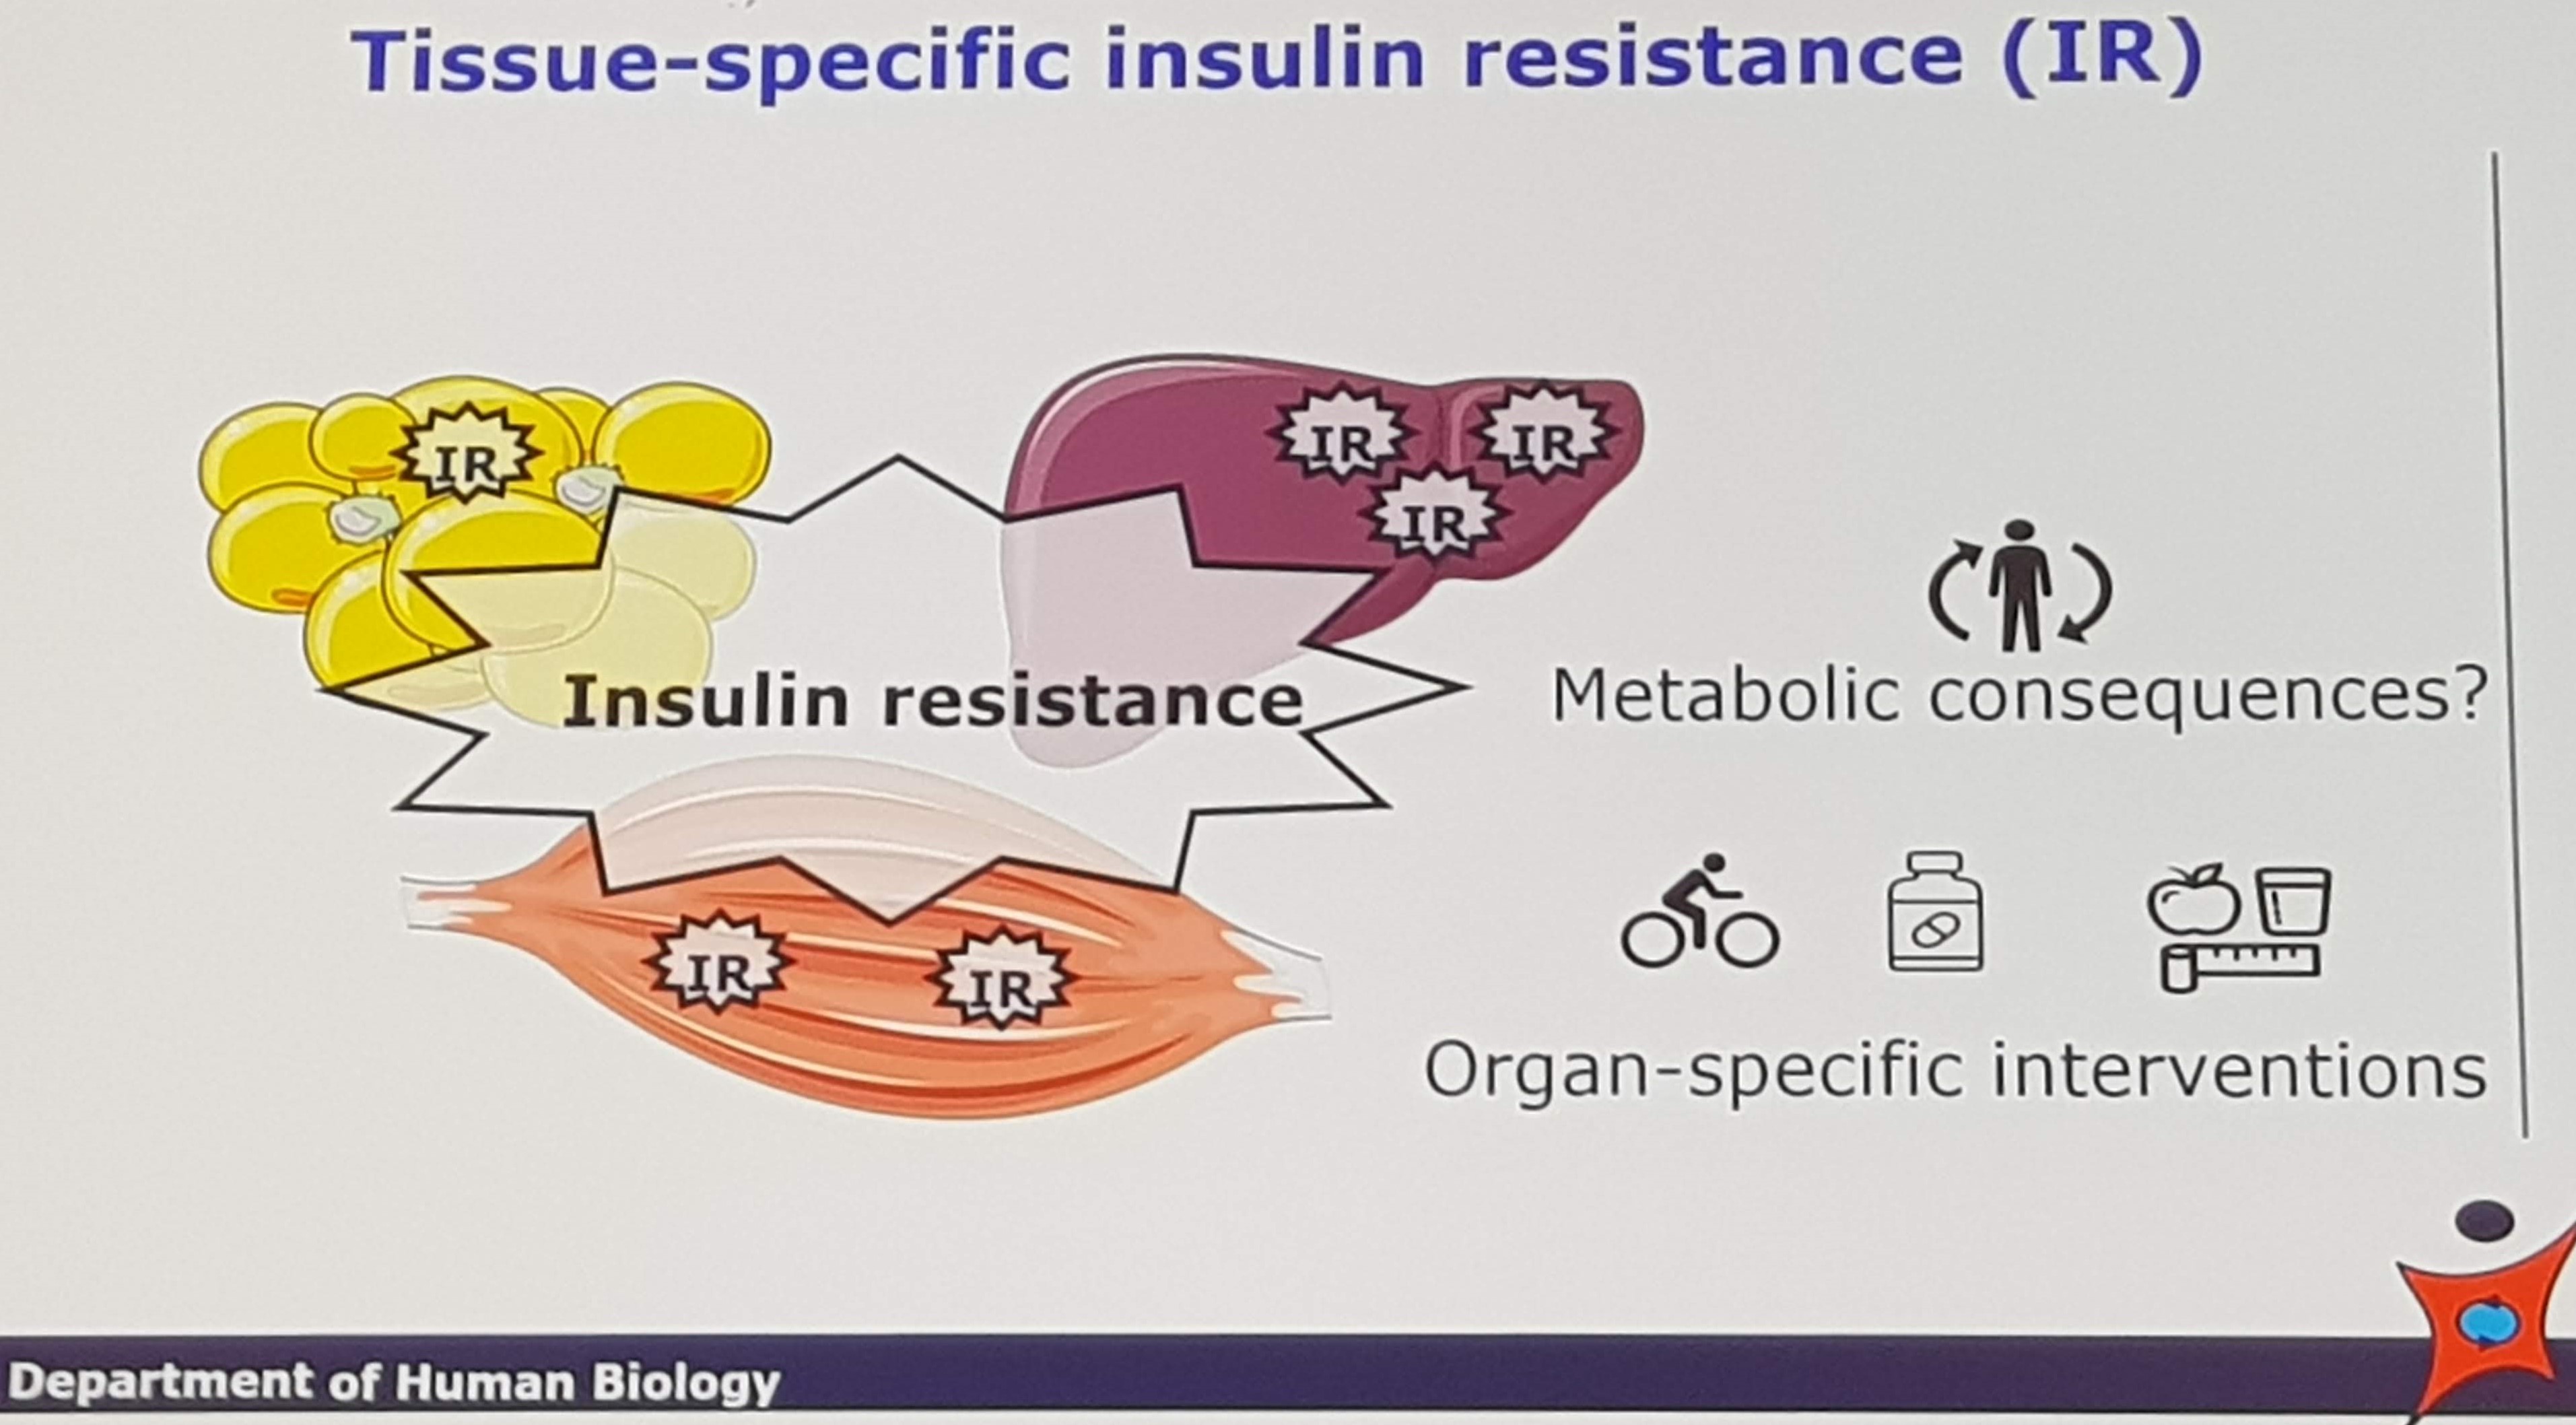 Tissue-specific insulin resistance (IR)
IR
IR
IR
IR
Insulin resistance
IR
IR
Metabolic consequences?
Organ-specific interventions
Department of Human Biology